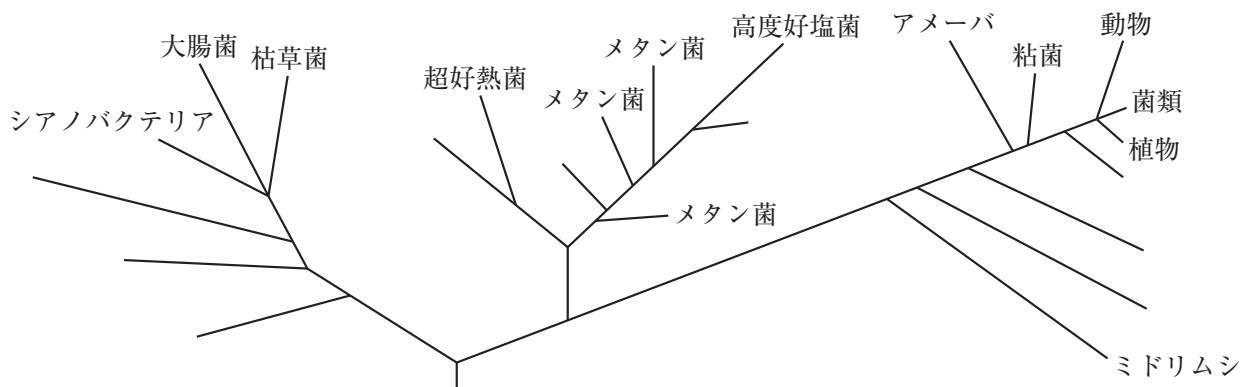 大腸菌
枯草菌
シアノバクテリア
超好熱菌
メタン菌
メタン菌
高度好塩菌
メタン菌
アメーバ
粘菌
動物
菌類
植物
ミドリムシ